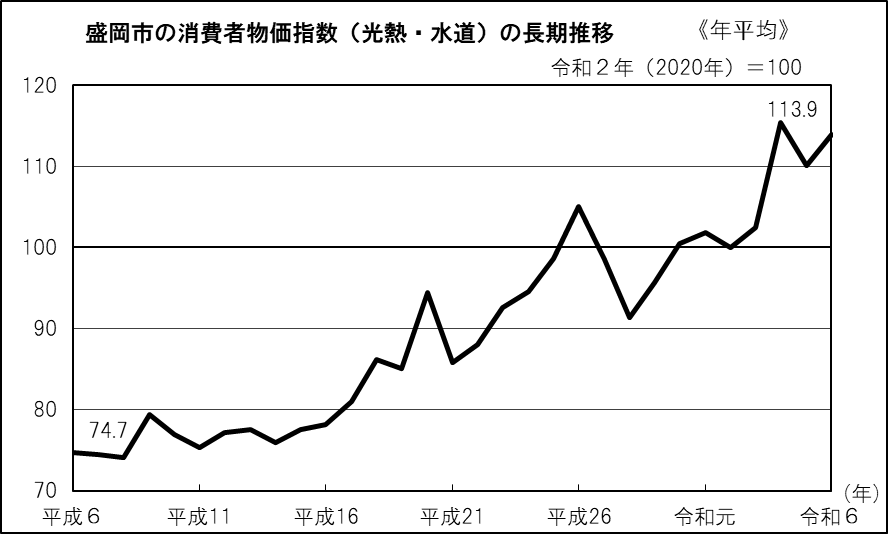 盛岡市の消費者物価指数（光熱・水道）の長期推移 《年平均》
令和２年（2020年）＝100
120
113.9
110
100
90
80
74.7
70
（年）
平成６ 平成11 平成16 平成21 平成26 令和元 令和６